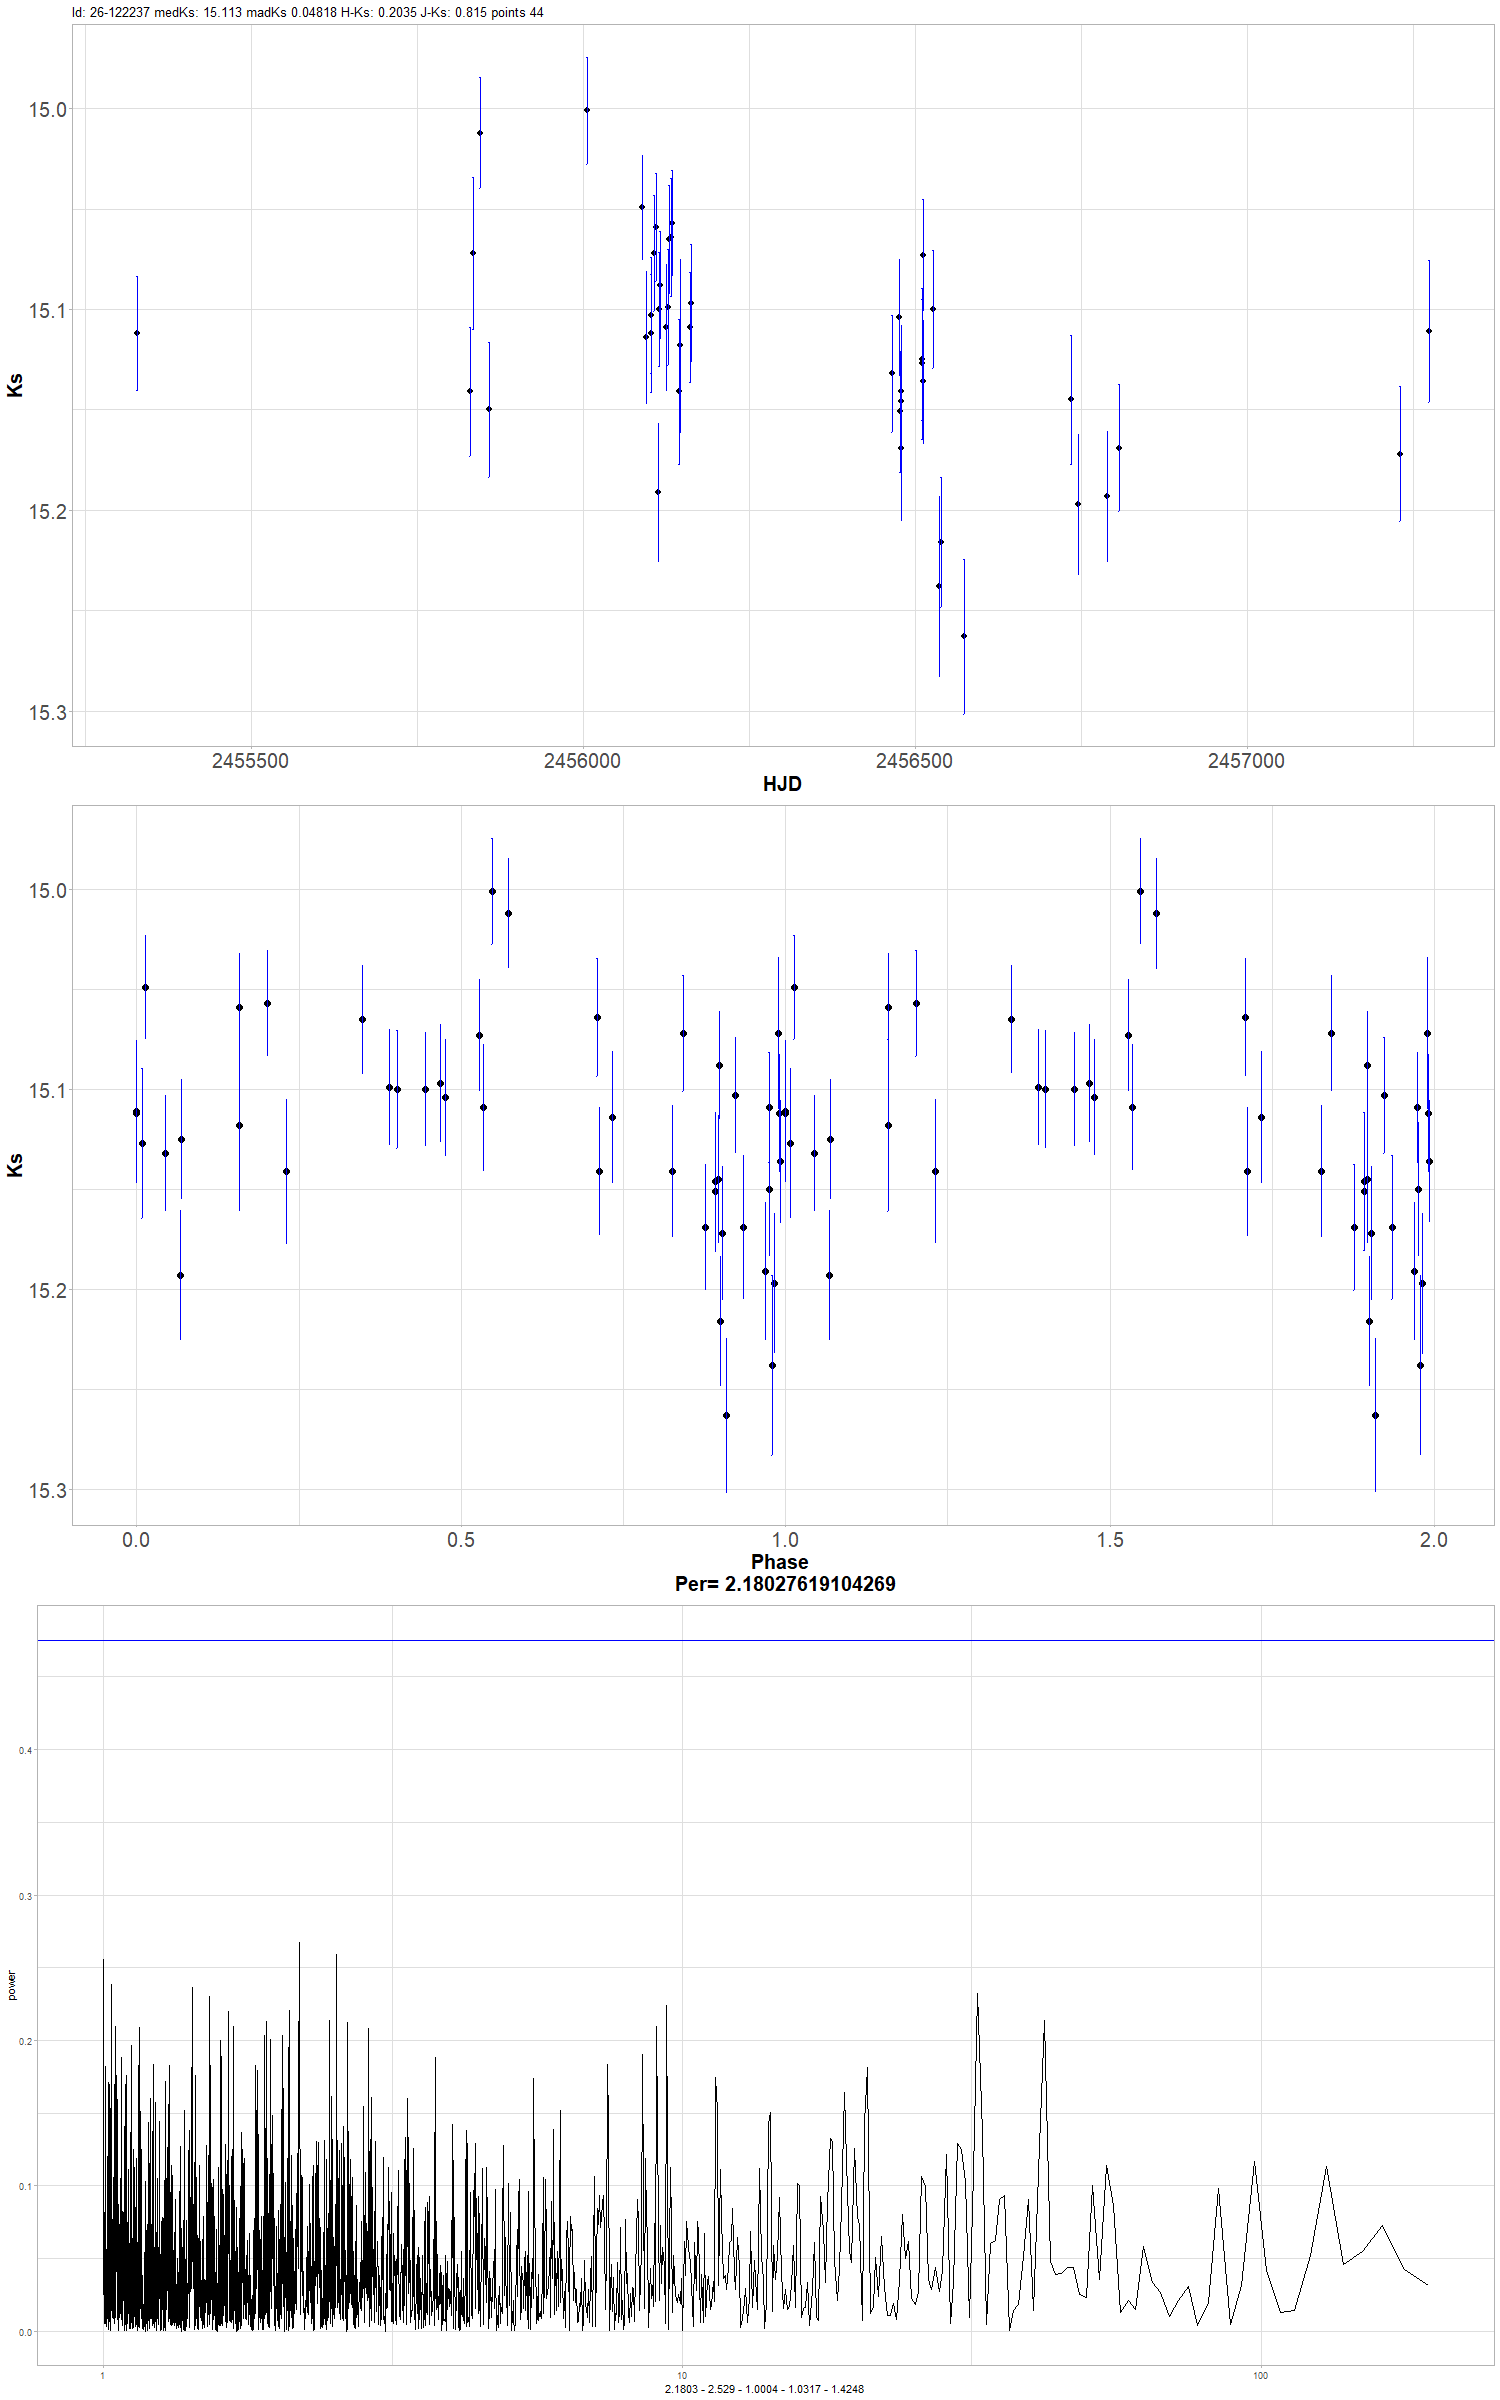 Id: 26-122237 medKs: 15.113 madKs 0.04818 H-Ks: 0.2035 J-Ks: 0.815 points 44
15.0
15.1
15.2
15.3
Ks
2455500 2456000 2456500 2457000
HJD
15.0
15.1
15.2
15.3
Ks
0.0 0.5 1.0 1.5 2.0
Phase
Per= 2.18027619104269
0.4
0.3
0.2
0.1
0.0
power
1 10 100
2.1803 - 2.529 - 1.0004 - 1.0317 - 1.4248